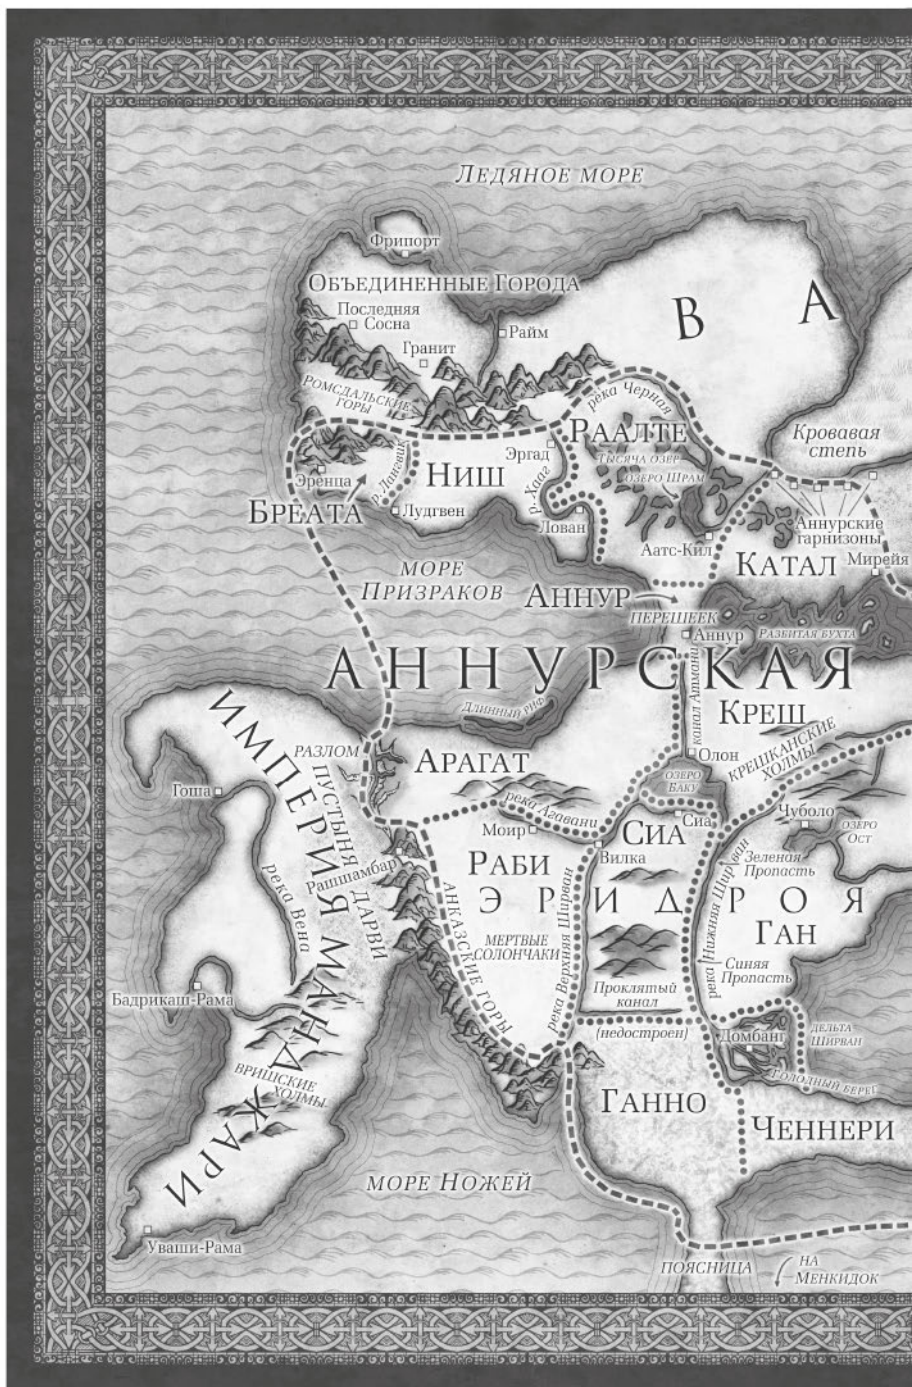 Ледяное море
Фрипорт
Объединенные Города
Последняя
Сосна
Райм
Гранит
В А
Ромсдальские
горы
река Черная
Кровавая
степь
Раалте
Эргад
Тысяча озер
озеро Шрам
Эренца
р. Лангвик
Ниш
р. Хааг
Бреата
Лудгвен
Лован
Аннурские
гарнизоны
Аатс-Кил
Катал
Мирейя
море
Призраков
Аннур
перешеек
Аннур
Разбитая бухта
АННУРСКАЯ
канал Атмани
Длинный риф
Креш
Крешканские
холмы
Разлом
Арагат
Олон
озеро
Баку
Гоша
ИМПЕРИЯ МАНДЖАРИ
пустыня Дарви
река Агавани
Моир
Сиа
Сиа
Чуболо
озеро
Ост
Рашшамбар
Раби
Вилка
Зеленая
Пропасть
река Вена
ЭРИДРОЯ
Анказские горы
Мертвые
солончаки
река Верхняя Ширван
река Нижняя Ширван
Ган
Синяя
Пропасть
Бадрикаш-Рама
Проклятый
канал
(недостроен)
Домбанг
дельта
Ширван
Голодный берег
Вришские
холмы
Ганно
Ченнери
море Ножей
Уваши-Рама
Поясница
на
Менкидок